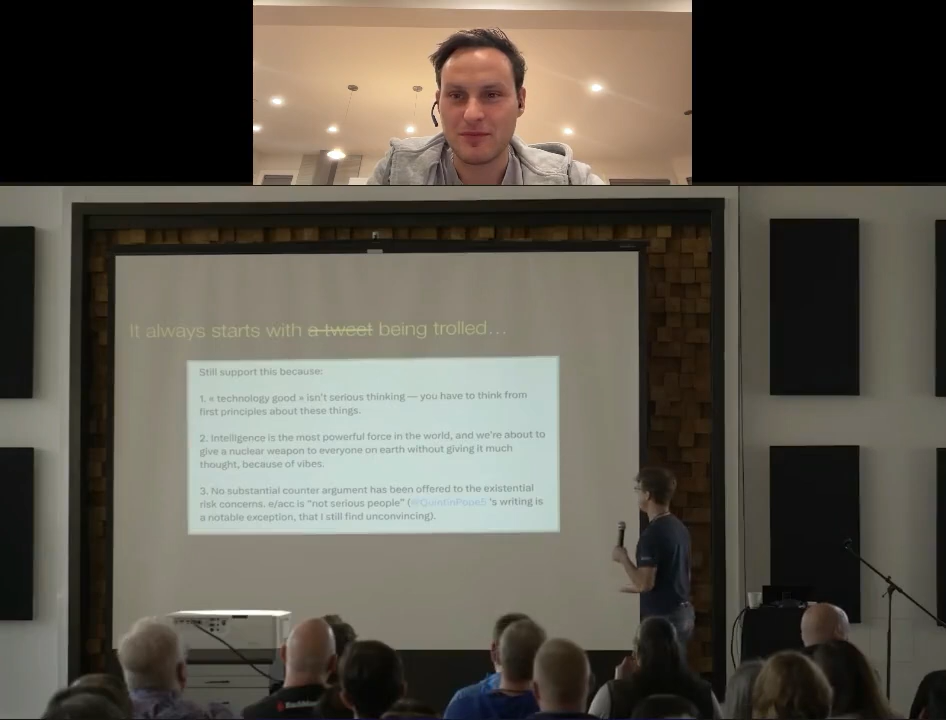 It always starts with a tweet being trolled...
Still support this because:
1. « technology good » isn't serious thinking — you have to think from
first principles about these things.
2. Intelligence is the most powerful force in the world, and we're about to
give a nuclear weapon to everyone on earth without giving it much
thought, because of vibes.
3. No substantial counter argument has been offered to the existential
risk concerns. e/acc is "not serious people" (@QuintinPope5 's writing is
a notable exception, that I still find unconvincing).